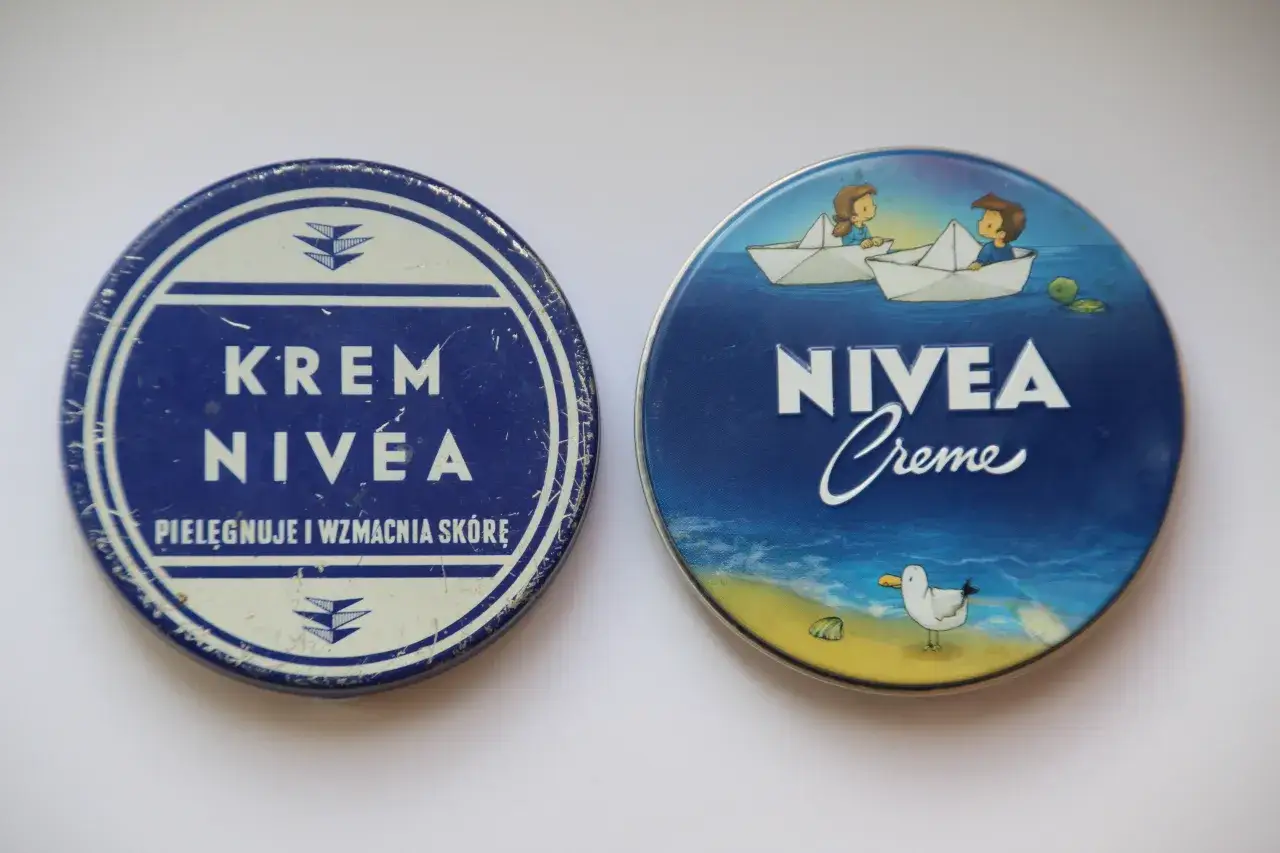 KREM
NIVEA
PIELĘGNUJE I WZMACNIA SKÓRĘ
NIVEA
Creme